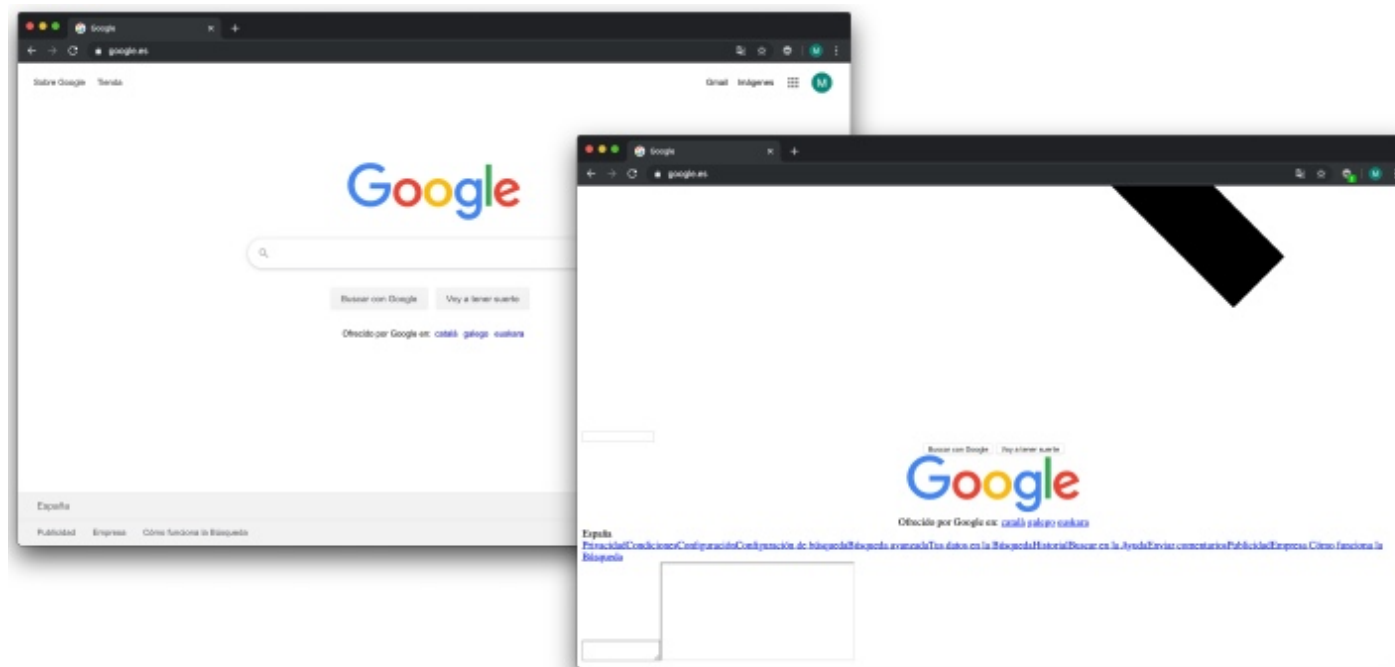 Google
google.es
M
Sobre Google Tienda
Gmail Imágenes M
Google
Buscar con Google Voy a tener suerte
Ofrecido por Google en: català galego euskara
España
Publicidad Empresa Cómo funciona la Búsqueda
Google
google.es
M
Buscar con Google Voy a tener suerte
Google
Ofrecido por Google en: català galego euskara
España
PrivacidadCondicionesConfiguraciónConfiguración de búsquedaBúsqueda avanzadaTus datos en la BúsquedaHistorialBuscar en la AyudaEnviar comentariosPublicidadEmpresa Cómo funciona la
Búsqueda